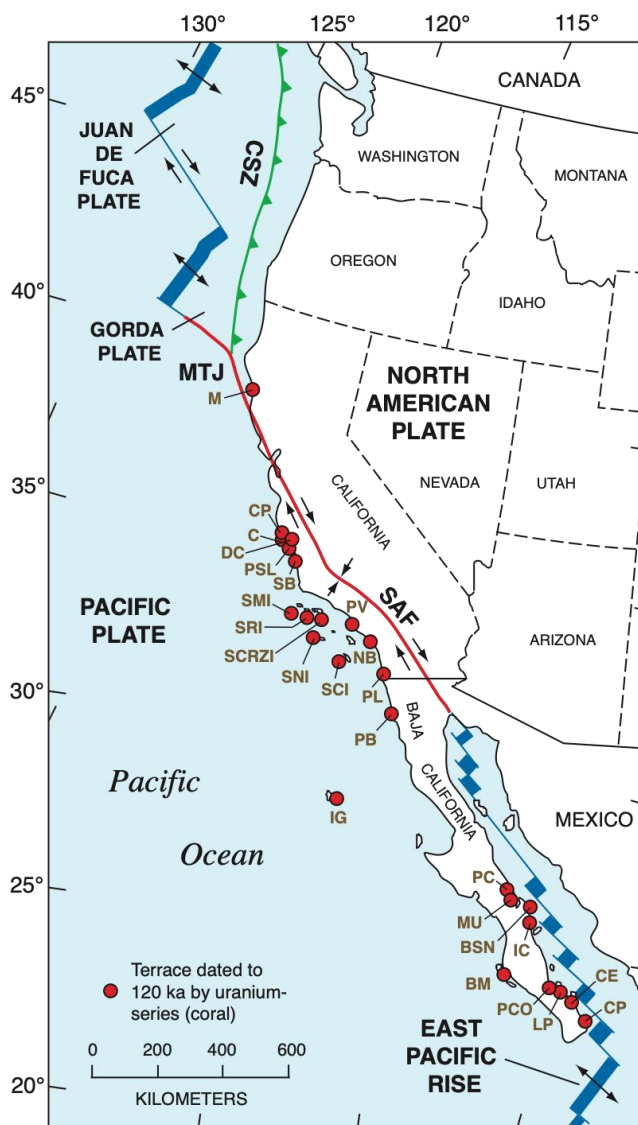 130°
125°
120°
115°
45°
40°
35°
30°
25°
20°
CANADA
JUAN
DE
FUCA
PLATE
CSZ
WASHINGTON
MONTANA
OREGON
IDAHO
GORDA
PLATE
MTJ
M
NORTH
AMERICAN
PLATE
NEVADA
UTAH
CALIFORNIA
CP
C
DC
PSL
SB
SMI
SRI
SCRZI
SNI
SCI
PV
NB
PL
PB
SAF
PACIFIC
PLATE
ARIZONA
BAJA
CALIFORNIA
Pacific
Ocean
IG
MEXICO
PC
MU
BSN
IC
BM
PCO
LP
CE
CP
Terrace dated to
120 ka by uranium-
series (coral)
0 200 400 600
KILOMETERS
EAST
PACIFIC
RISE